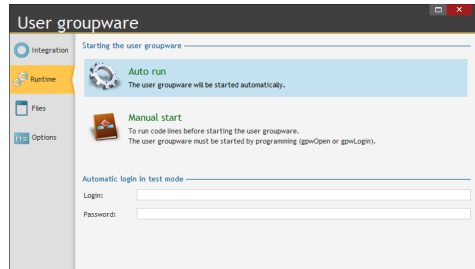 User groupware
Integration
Starting the user groupware
Auto run
The user groupware will be started automatically.
Runtime
Files
Manual start
To run code lines before starting the user groupware.
The user groupware must be started by programming (gpwOpen or gpwLogin).
Options
Automatic login in test mode
Login:
Password: